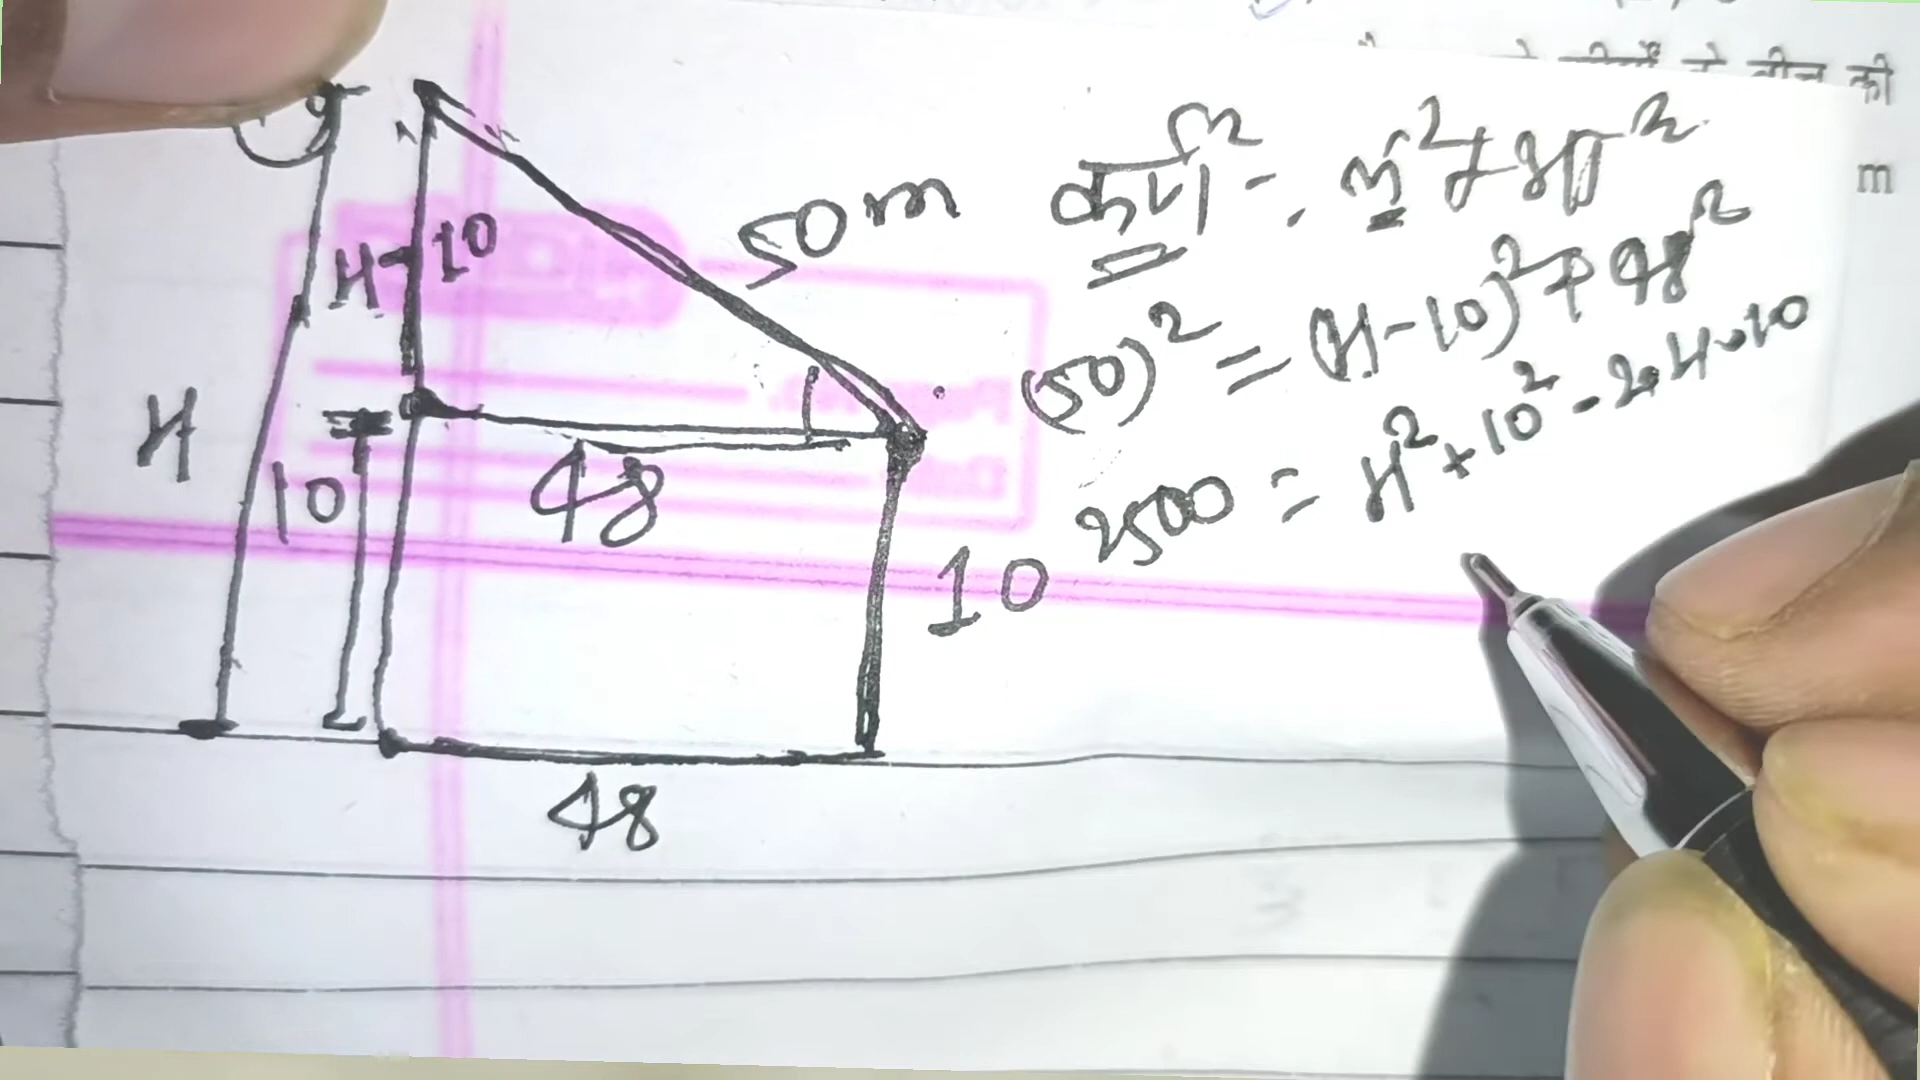 की
m
H
H-10
10
50m
48
10
48
कर्ण² = लं² + आ²
(50)² = (H-10)² + 48²
2500 = H² + 10² - 2.H.10